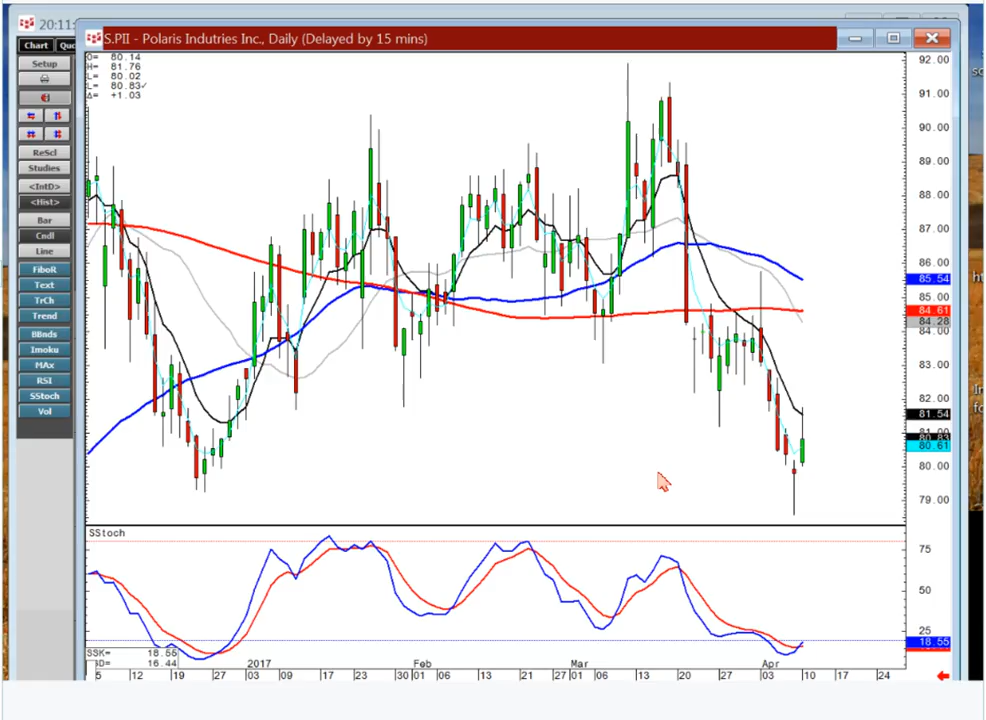 20:11:
S.PII - Polaris Indutries Inc., Daily (Delayed by 15 mins)
Chart
Quo
Setup
ReScl
Studies
<IntD>
<Hist>
Bar
Cndl
Line
FiboR
Text
TrCh
Trend
BBnds
Imoku
MAx
RSI
SStoch
Vol
O= 80.14
H= 81.76
L= 80.02
L= 80.83✓
Δ= +1.03
92.00
91.00
90.00
89.00
88.00
87.00
86.00
85.54
85.00
84.61
84.28
84.00
83.00
82.00
81.54
81.00
80.83
80.61
80.00
79.00
SStoch
75
50
25
18.55
SSK= 18.55
SD= 16.44
2017 Feb Mar Apr
5 12 19 27 03 09 17 23 30 01 06 13 21 27 01 06 13 20 03 10 17 24